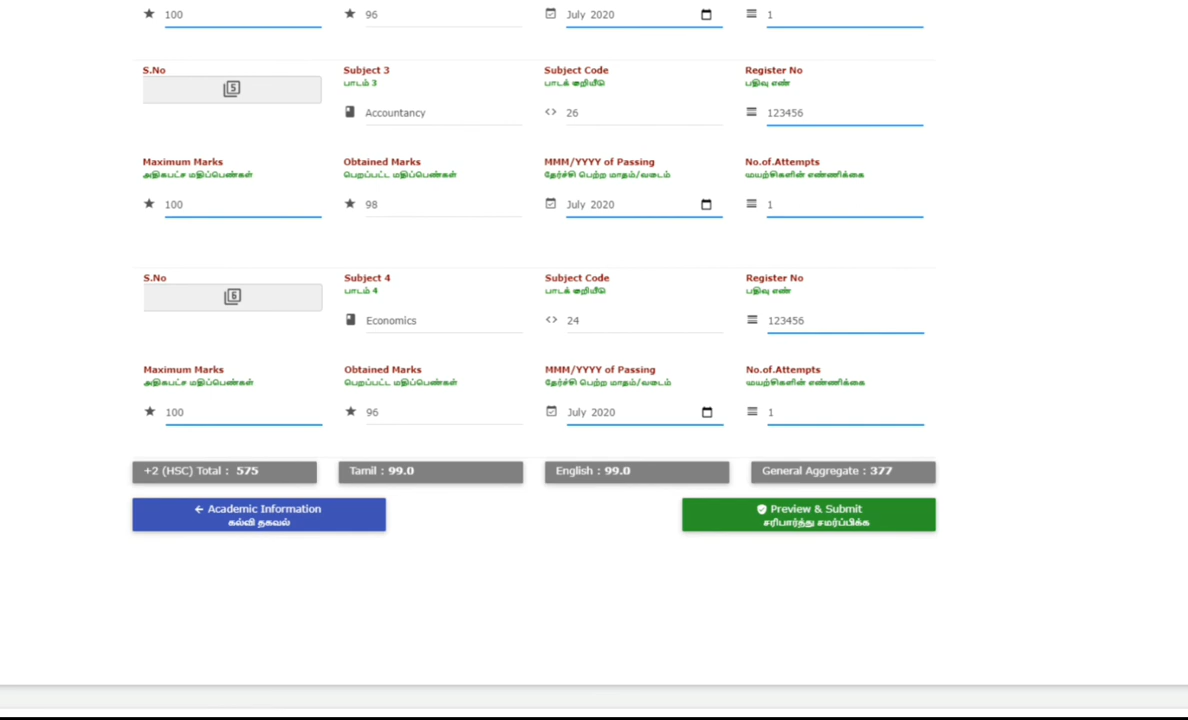 100 96 July 2020 1
S.No Subject 3 Subject Code Register No
பாடம் 3 பாடக் குறியீடு பதிவு எண்
5 Accountancy 26 123456
Maximum Marks Obtained Marks MMM/YYYY of Passing No.of.Attempts
அதிகபட்ச மதிப்பெண்கள் பெறப்பட்ட மதிப்பெண்கள் தேர்ச்சி பெற்ற மாதம்/வருடம் முயற்சிகளின் எண்ணிக்கை
100 98 July 2020 1
S.No Subject 4 Subject Code Register No
பாடம் 4 பாடக் குறியீடு பதிவு எண்
6 Economics 24 123456
Maximum Marks Obtained Marks MMM/YYYY of Passing No.of.Attempts
அதிகபட்ச மதிப்பெண்கள் பெறப்பட்ட மதிப்பெண்கள் தேர்ச்சி பெற்ற மாதம்/வருடம் முயற்சிகளின் எண்ணிக்கை
100 96 July 2020 1
+2 (HSC) Total : 575 Tamil : 99.0 English : 99.0 General Aggregate : 377
← Academic Information Preview & Submit
கல்வி தகவல் சரிபார்த்து சமர்ப்பிக்க